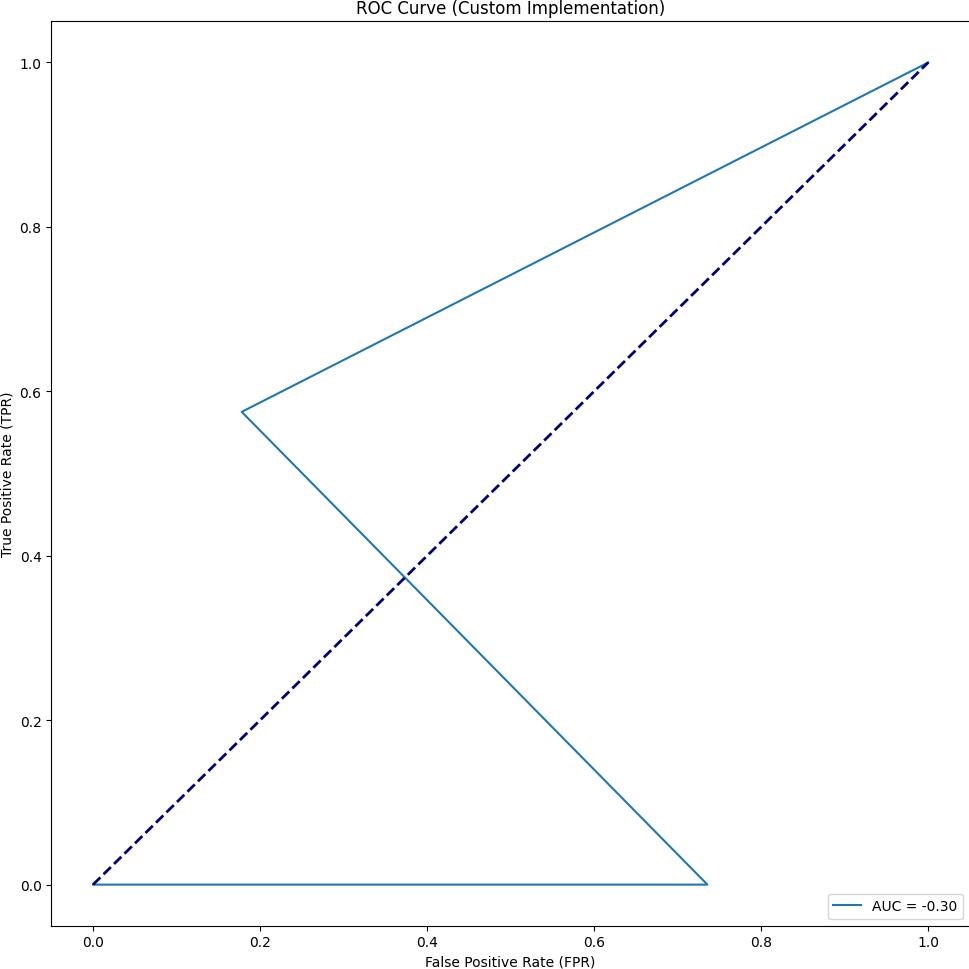 ROC Curve (Custom Implementation)
1.0
0.8
0.6
0.4
0.2
0.0
True Positive Rate (TPR)
AUC = -0.30
0.0 0.2 0.4 0.6 0.8 1.0
False Positive Rate (FPR)